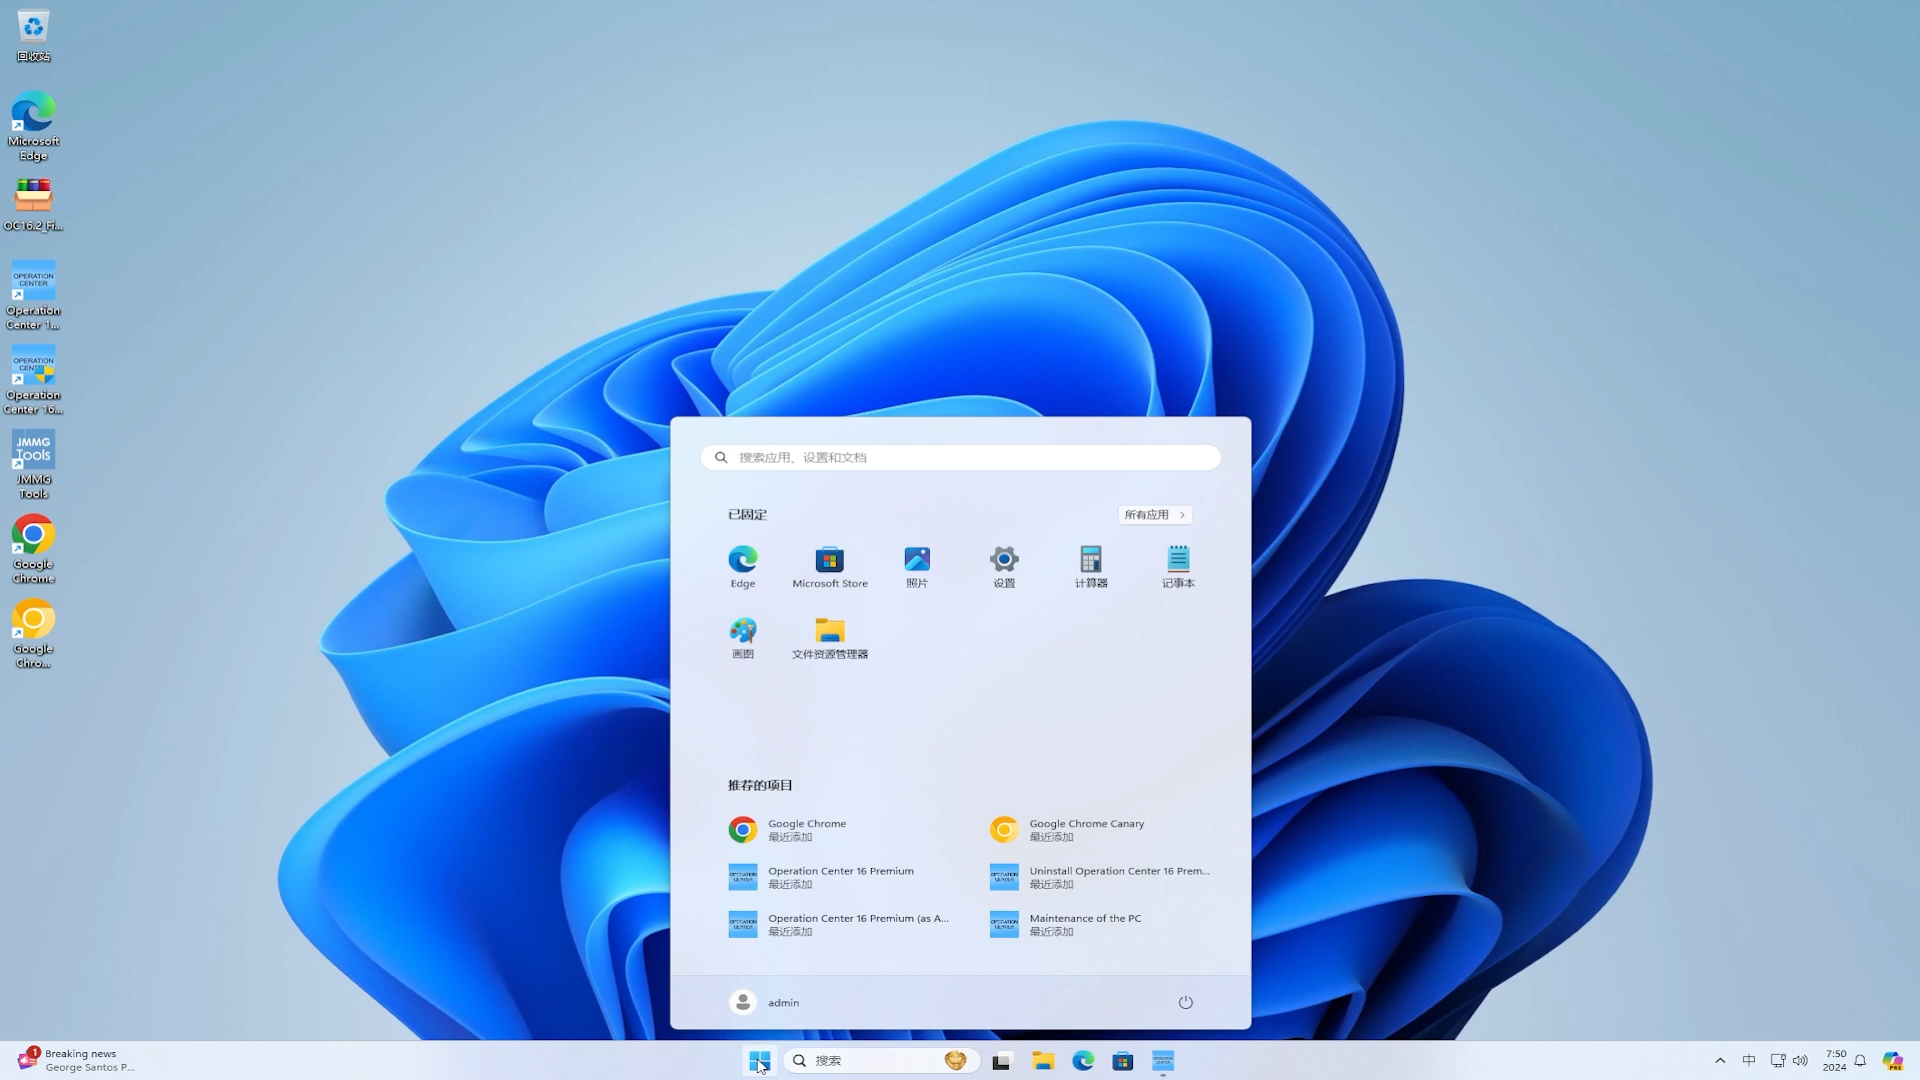 回收站
Microsoft
Edge
OC16.2_Fi...
OPERATION
CENTER
Operation
Center 1...
OPERATION
Operation
Center 16...
JMMG
Tools
JMMG
Tools
Google
Chrome
Google
Chro...
搜索应用、设置和文档
已固定
所有应用
Edge
Microsoft Store
照片
设置
计算器
记事本
画图
文件资源管理器
推荐的项目
Google Chrome
最近添加
Google Chrome Canary
最近添加
Operation Center 16 Premium
最近添加
Uninstall Operation Center 16 Prem...
最近添加
Operation Center 16 Premium (as A...
最近添加
Maintenance of the PC
最近添加
admin
1
Breaking news
George Santos P...
搜索
中
7:50
2024
PRE